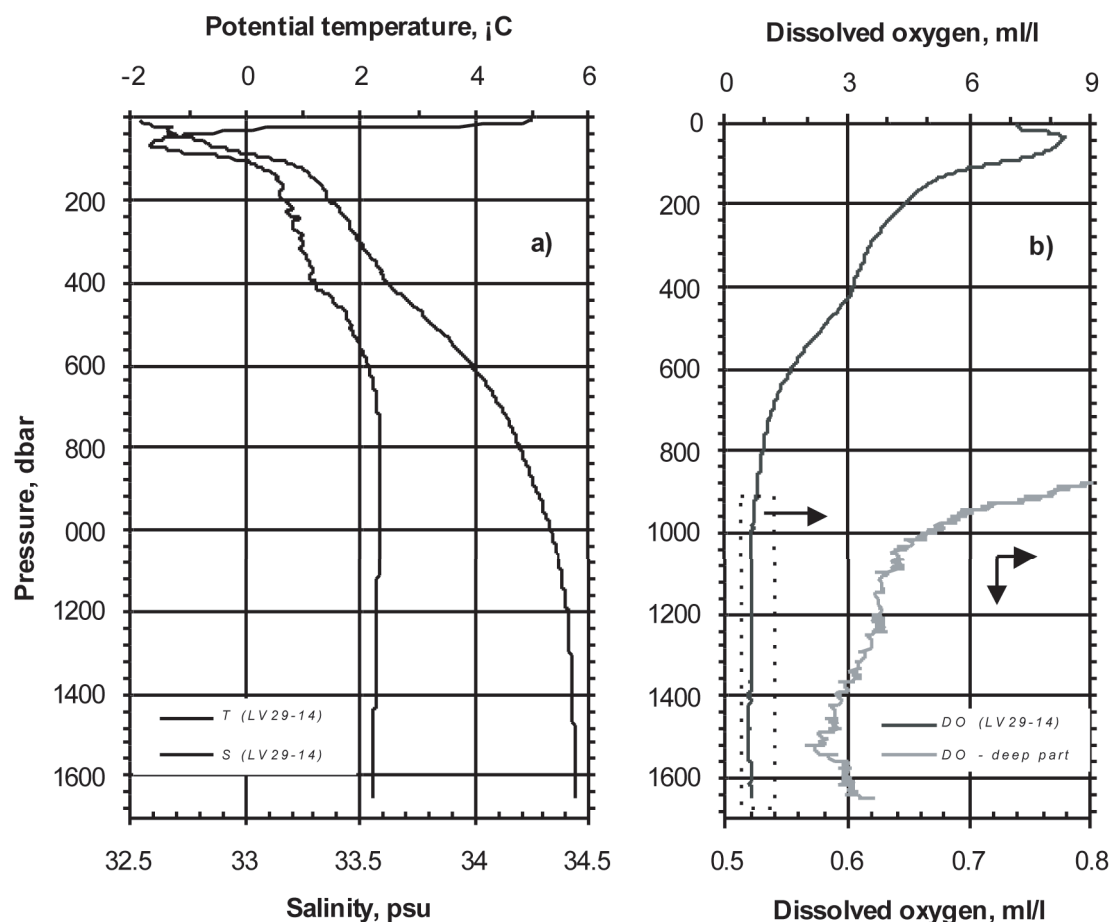 Potential temperature, ¡C
-2 0 2 4 6
200
400
600
800
000
1200
1400
1600
Pressure, dbar
a)
T (LV29-14)
S (LV29-14)
32.5 33 33.5 34 34.5
Salinity, psu
Dissolved oxygen, ml/l
0 3 6 9
0
200
400
600
800
1000
1200
1400
1600
b)
DO (LV29-14)
DO - deep part
0.5 0.6 0.7 0.8
Dissolved oxygen, ml/l